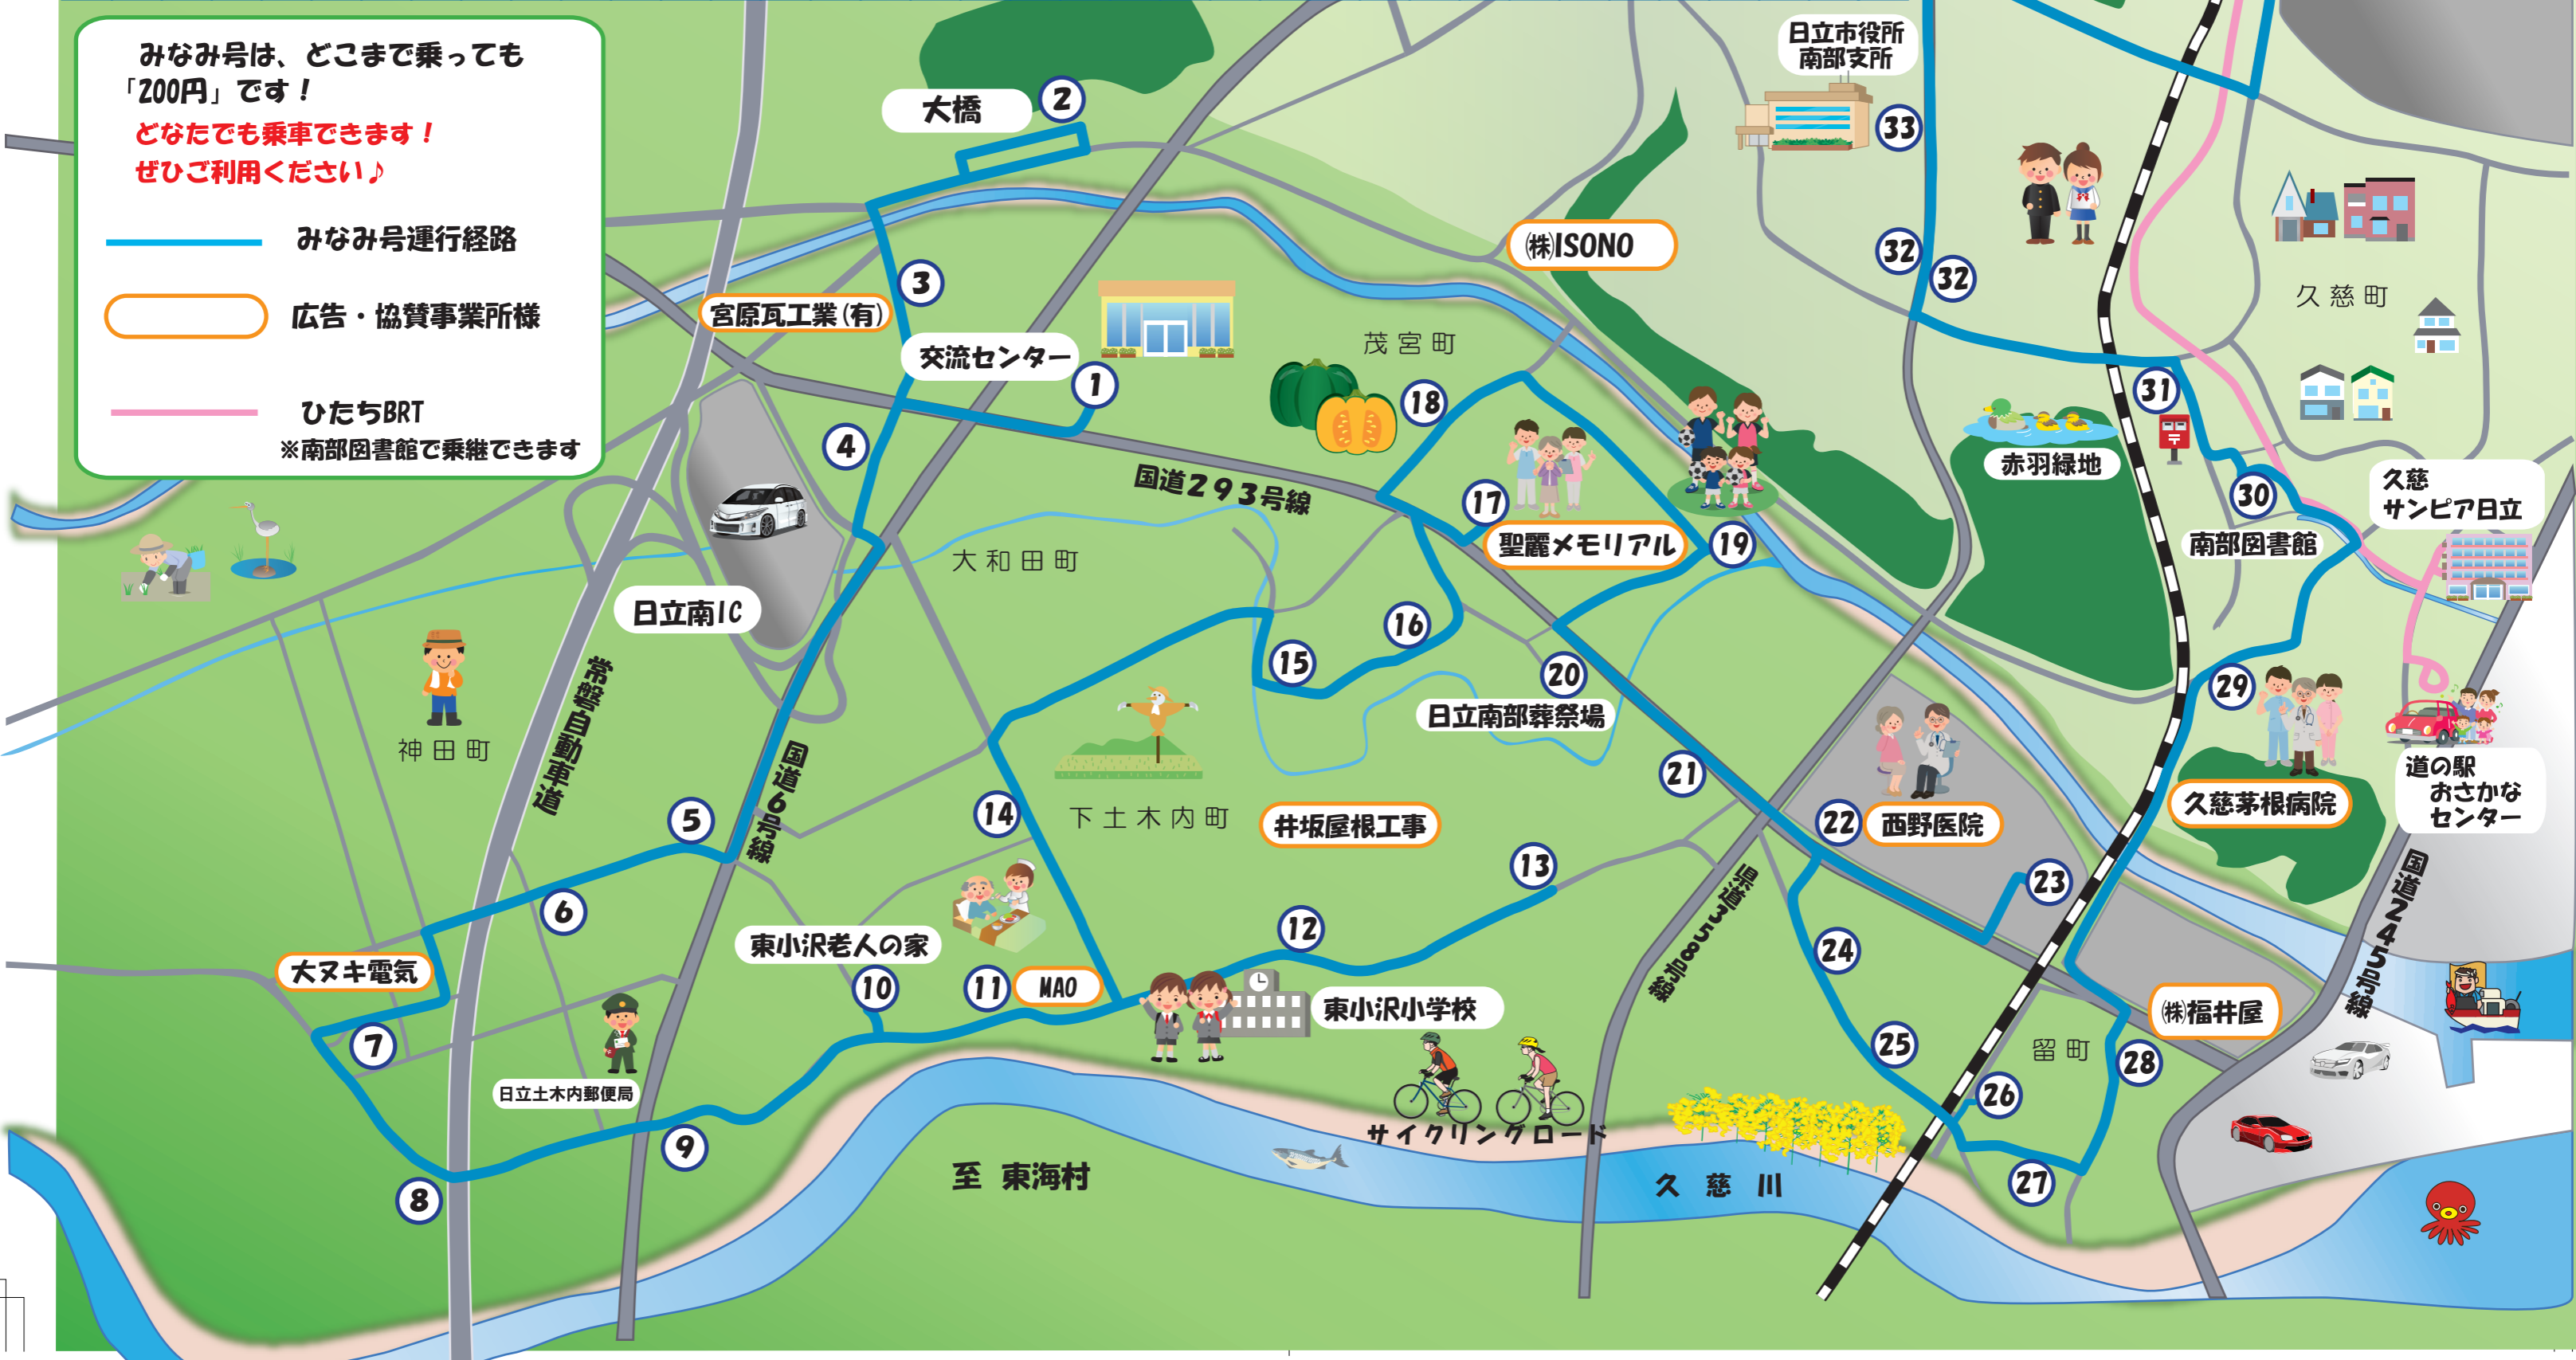 みなみ号は、どこまで乗っても
「200円」です！
どなたでも乗車できます！
ぜひご利用ください♪
みなみ号運行経路
広告・協賛事業所様
ひたちBRT
※南部図書館で乗継できます
大橋
2
日立市役所
南部支所
33
㈱ISONO
32
32
3
宮原瓦工業(有)
交流センター
1
茂宮町
久慈町
18
31
4
国道293号線
赤羽緑地
久慈
サンピア日立
17
30
聖麗メモリアル
19
南部図書館
大和田町
日立南IC
16
15
20
29
日立南部葬祭場
常磐自動車道
神田町
国道6号線
21
道の駅
おさかな
センター
14
下土木内町
井坂屋根工事
5
22
西野医院
久慈茅根病院
13
23
国道245号線
県道358号線
6
12
24
東小沢老人の家
大ヌキ電気
10
11
MAO
東小沢小学校
㈱福井屋
7
25
留町
28
日立土木内郵便局
26
サイクリングロード
9
8
至 東海村
久慈川
27
〒